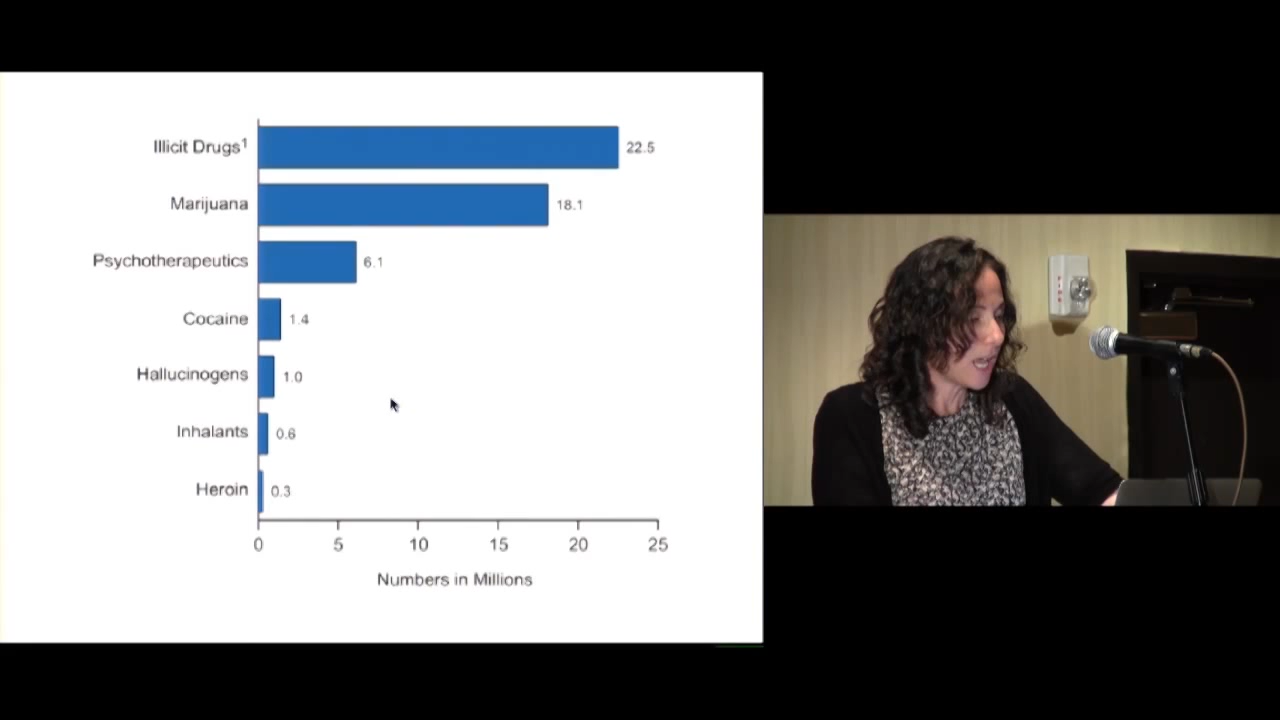 Illicit Drugs¹ 22.5
Marijuana 18.1
Psychotherapeutics 6.1
Cocaine 1.4
Hallucinogens 1.0
Inhalants 0.6
Heroin 0.3
0 5 10 15 20 25
Numbers in Millions
FIRE